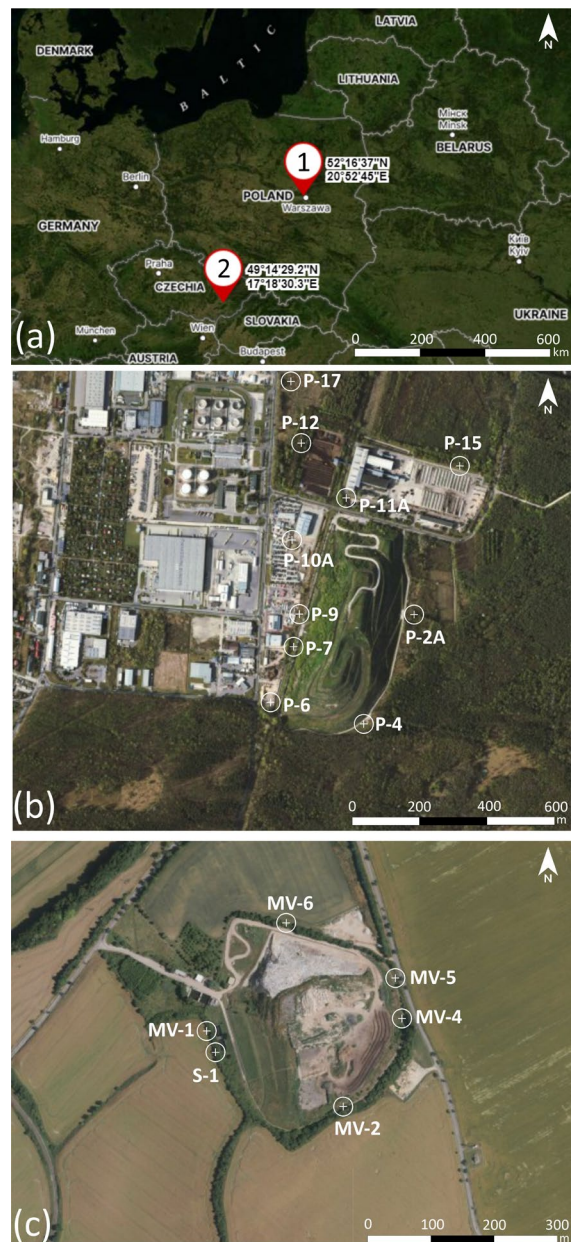 LATVIA
N
DENMARK
BALTIC
LITHUANIA
Hamburg
Мінск
Minsk
1
52°16'37"N
20°52'45"E
BELARUS
Berlin
POLAND
Warszawa
GERMANY
2
49°14'29.2"N
17°18'30.3"E
Київ
Kyiv
Praha
CZECHIA
SLOVAKIA
UKRAINE
München
Wien
Budapest
AUSTRIA
(a)
0 200 400 600
km
P-17
N
P-12
P-15
P-11A
P-10A
P-9
P-2A
P-7
P-6
P-4
(b)
0 200 400 600
m
N
MV-6
MV-5
MV-4
MV-1
S-1
MV-2
(c)
0 100 200 300
m